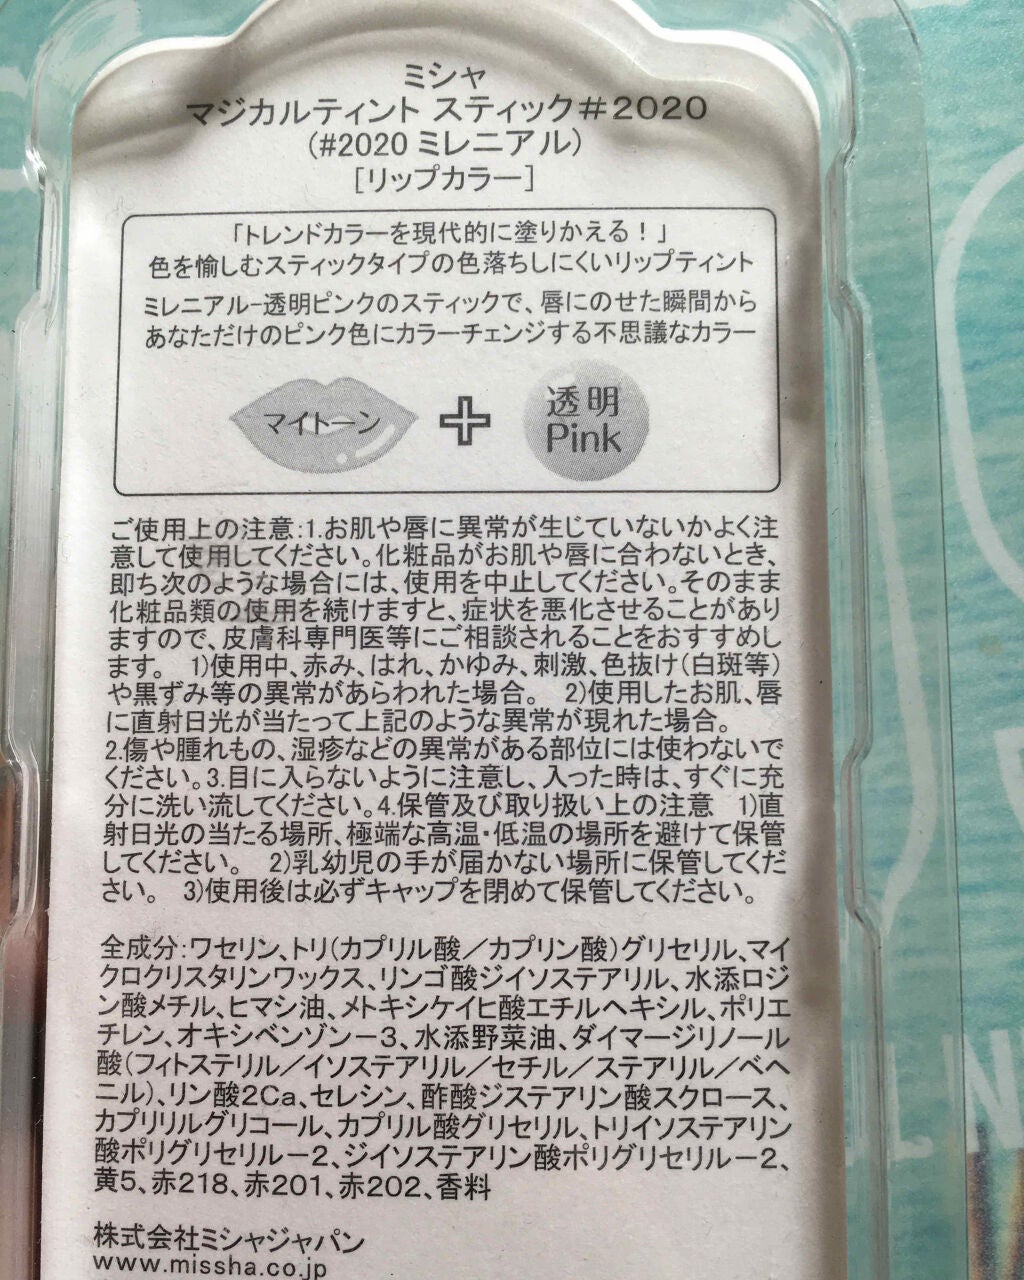 ミシャ
マジカルティント スティック#2020
(#2020 ミレニアル)
[リップカラー]
「トレンドカラーを現代的に塗りかえる！」
色を愉しむスティックタイプの色落ちしにくいリップティント
ミレニアル-透明ピンクのスティックで、唇にのせた瞬間から
あなただけのピンク色にカラーチェンジする不思議なカラー
マイトーン
透明
Pink
ご使用上の注意:1.お肌や唇に異常が生じていないかよく注
意して使用してください。化粧品がお肌や唇に合わないとき、
即ち次のような場合には、使用を中止してください。そのまま
化粧品類の使用を続けますと、症状を悪化させることがあり
ますので、皮膚科専門医等にご相談されることをおすすめし
ます。 1)使用中、赤み、はれ、かゆみ、刺激、色抜け(白斑等)
や黒ずみ等の異常があらわれた場合。 2)使用したお肌、唇
に直射日光が当たって上記のような異常が現れた場合。
2.傷や腫れもの、湿疹などの異常がある部位には使わないで
ください。3.目に入らないように注意し、入った時は、すぐに充
分に洗い流してください。4.保管及び取り扱い上の注意 1)直
射日光の当たる場所、極端な高温・低温の場所を避けて保管
してください。 2)乳幼児の手が届かない場所に保管してくだ
さい。 3)使用後は必ずキャップを閉めて保管してください。
全成分:ワセリン、トリ(カプリル酸／カプリン酸)グリセリル、マイ
クロクリスタリンワックス、リンゴ酸ジイソステアリル、水添ロジ
ン酸メチル、ヒマシ油、メトキシケイヒ酸エチルヘキシル、ポリエ
チレン、オキシベンゾン－3、水添野菜油、ダイマージリノール
酸(フィトステリル／イソステアリル／セチル／ステアリル／ベヘ
ニル)、リン酸2Ca、セレシン、酢酸ジステアリン酸スクロース、
カプリリルグリコール、カプリル酸グリセリル、トリイソステアリン
酸ポリグリセリル－2、ジイソステアリン酸ポリグリセリル－2、
黄5、赤218、赤201、赤202、香料
株式会社ミシャジャパン
www.missha.co.jp